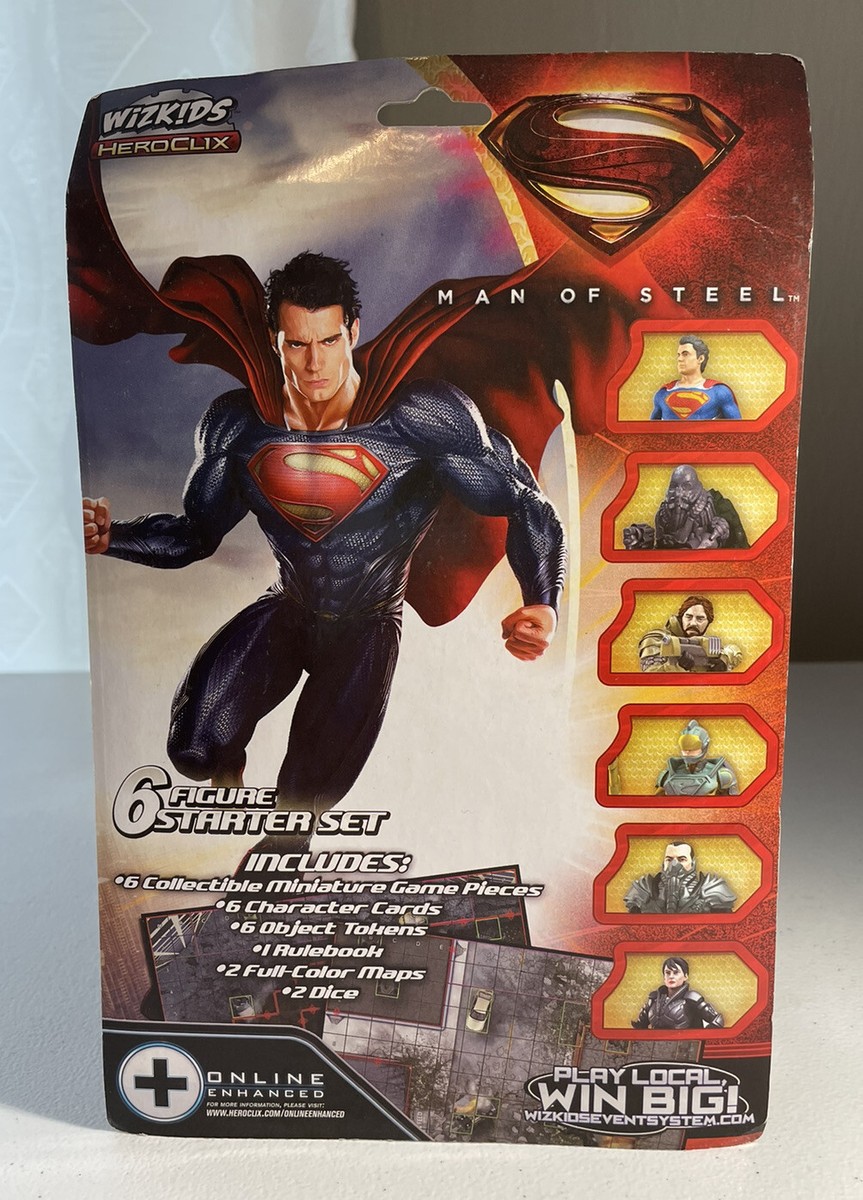 WIZKIDS
HEROCLIX
MAN OF STEEL™
6 FIGURE
STARTER SET
INCLUDES:
•6 Collectible Miniature Game Pieces
•6 Character Cards
•6 Object Tokens
•1 Rulebook
•2 Full-Color Maps
•2 Dice
ONLINE
ENHANCED
FOR MORE INFORMATION, PLEASE VISIT:
WWW.HEROCLIX.COM/ONLINEENHANCED
PLAY LOCAL,
WIN BIG!
WIZKIDSEVENTSYSTEM.COM